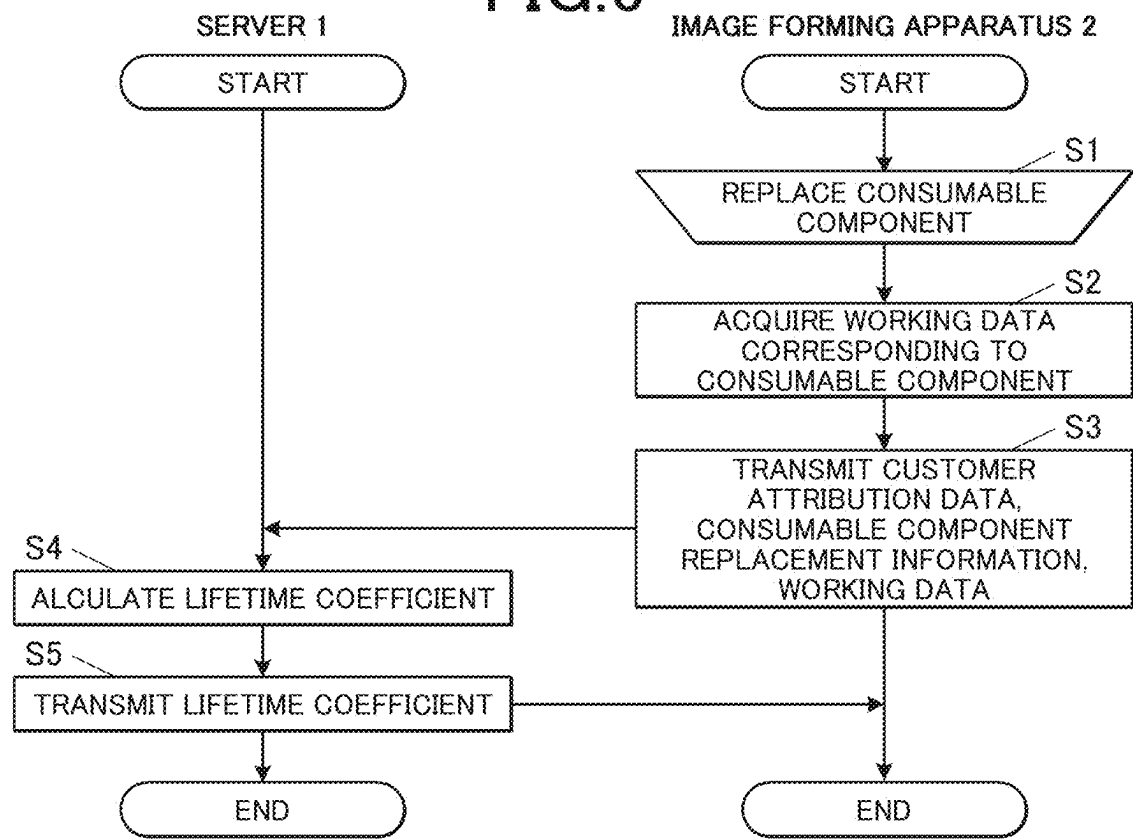 SERVER 1
IMAGE FORMING APPARATUS 2
START
START
S1
REPLACE CONSUMABLE
COMPONENT
S2
ACQUIRE WORKING DATA
CORRESPONDING TO
CONSUMABLE COMPONENT
S3
TRANSMIT CUSTOMER
ATTRIBUTION DATA,
CONSUMABLE COMPONENT
REPLACEMENT INFORMATION,
WORKING DATA
S4
ALCULATE LIFETIME COEFFICIENT
S5
TRANSMIT LIFETIME COEFFICIENT
END
END